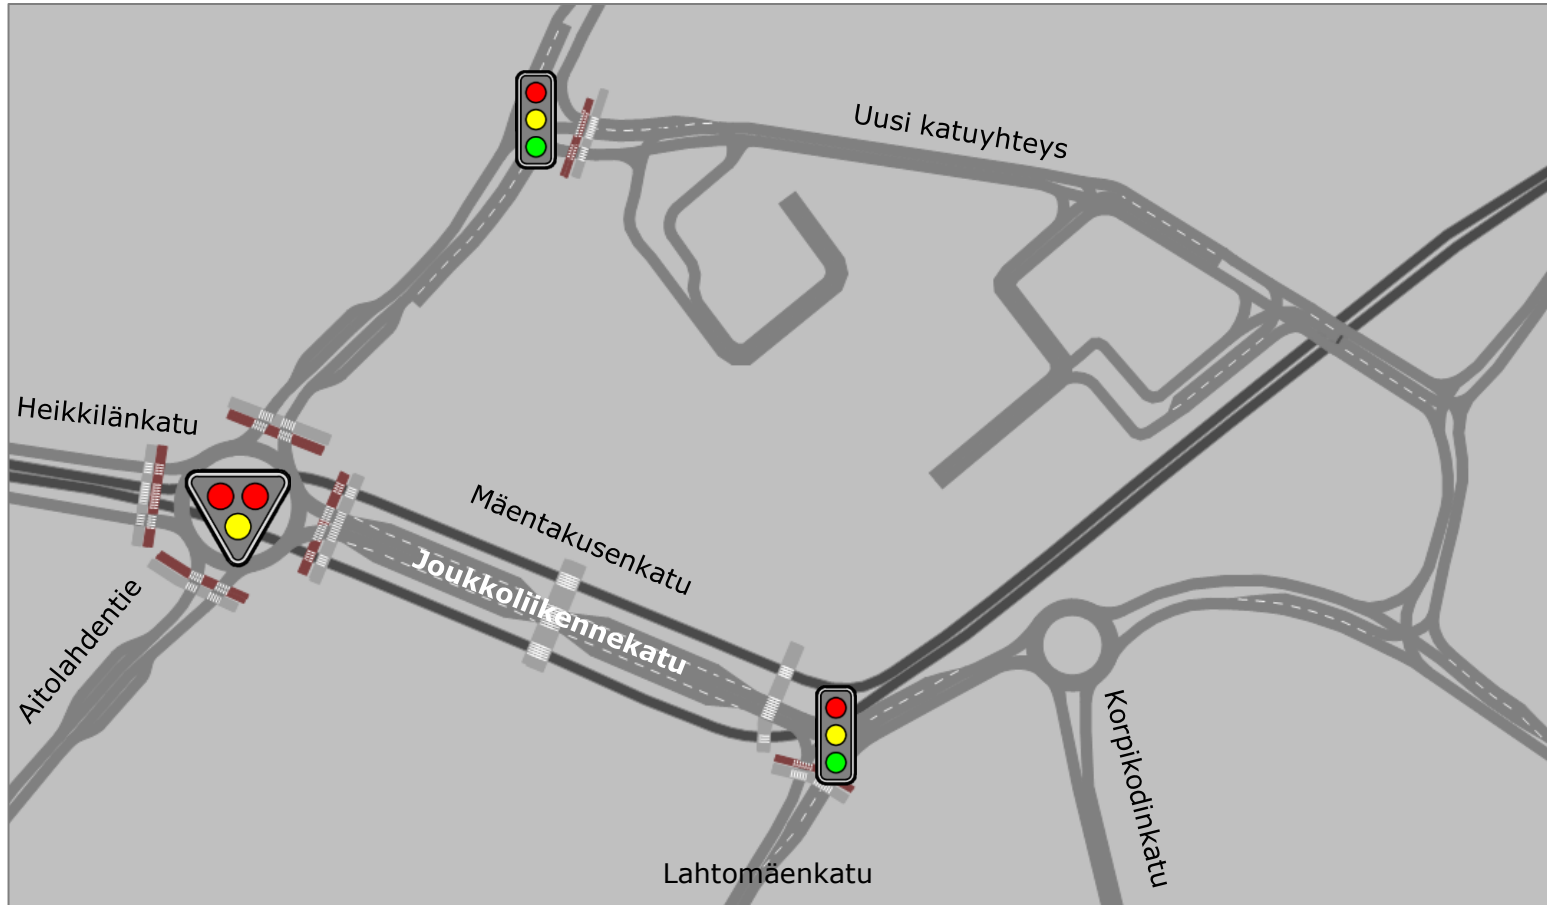 Uusi katuyhteys
Heikkilänkatu
Mäentakusenkatu
Joukkoliikennekatu
Aitolahdentie
Korpikodinkatu
Lahtomäenkatu